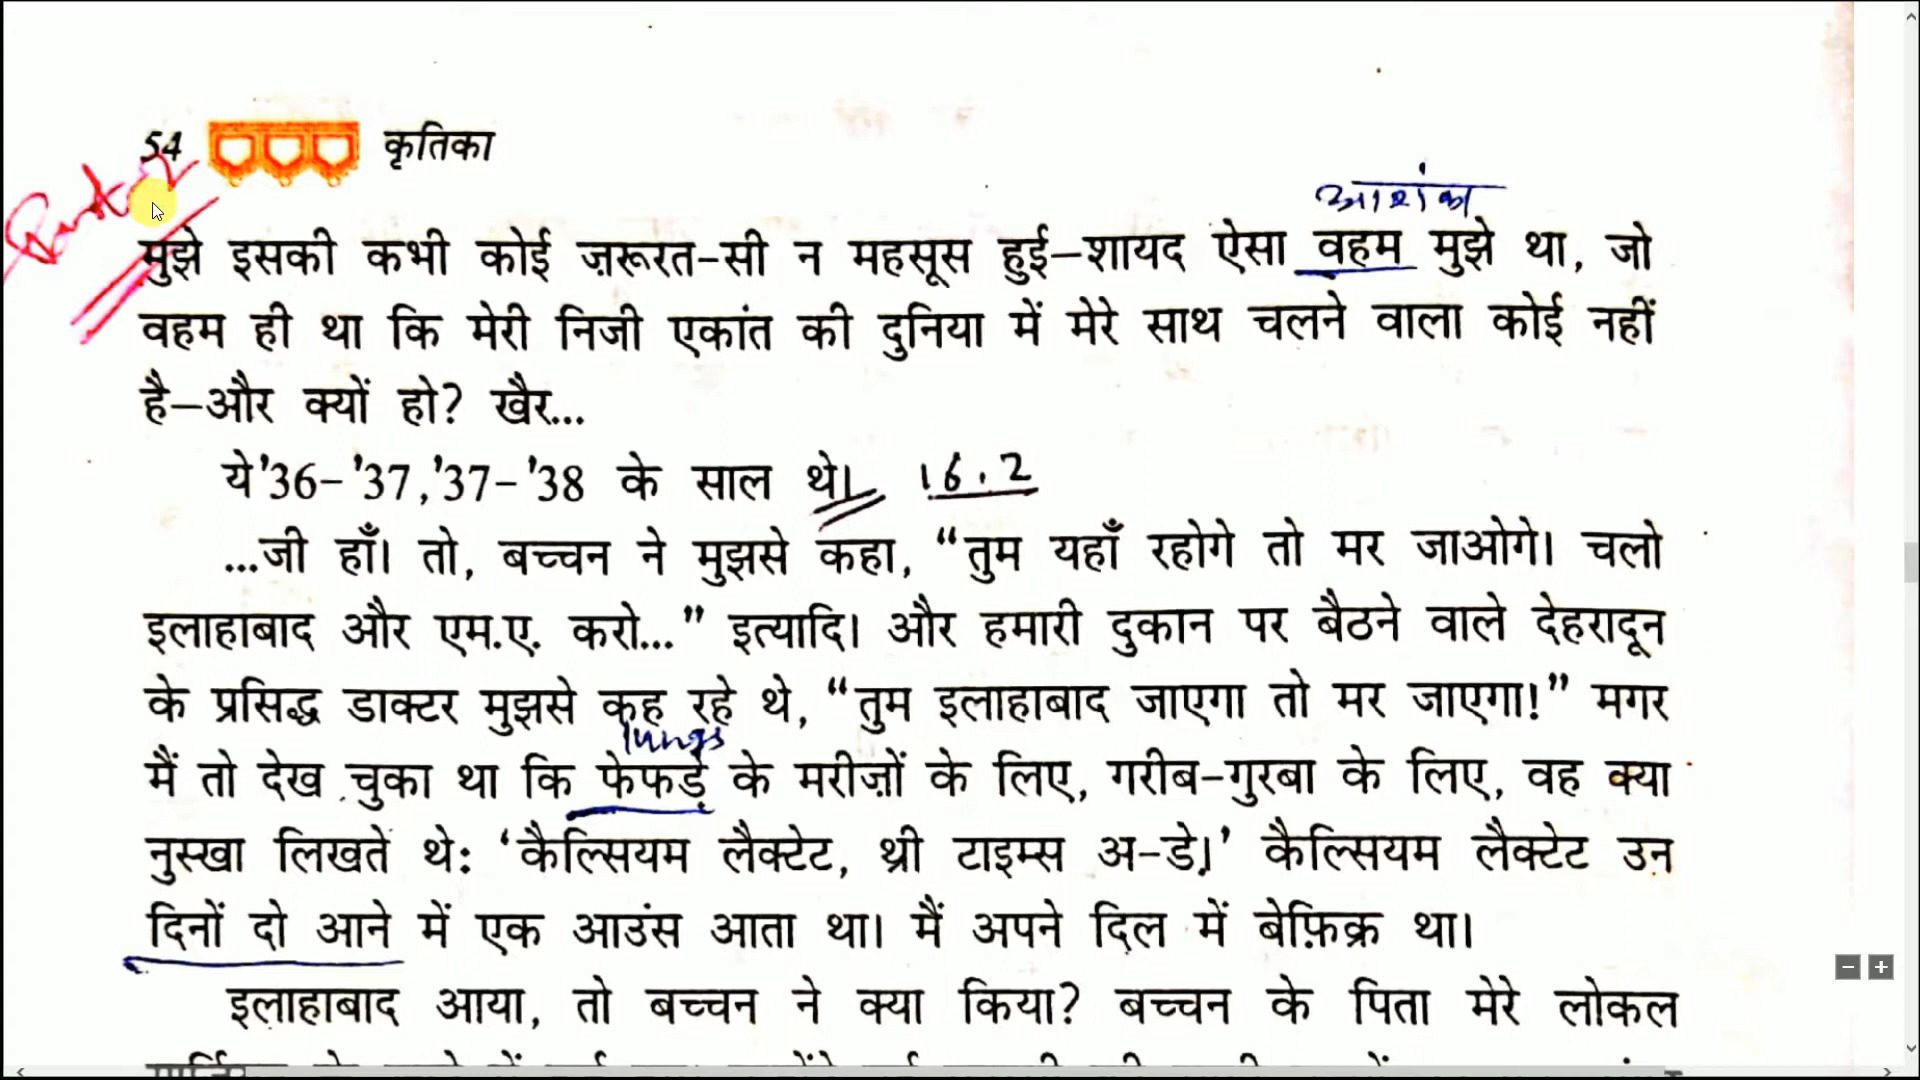 54 कृतिका
Part-2
आशंका
मुझे इसकी कभी कोई ज़रूरत-सी न महसूस हुई–शायद ऐसा वहम मुझे था, जो
वहम ही था कि मेरी निजी एकांत की दुनिया में मेरे साथ चलने वाला कोई नहीं
है–और क्यों हो? खैर...
ये'36–'37,'37–'38 के साल थे। 16.2
...जी हाँ। तो, बच्चन ने मुझसे कहा, “तुम यहाँ रहोगे तो मर जाओगे। चलो
इलाहाबाद और एम.ए. करो...” इत्यादि। और हमारी दुकान पर बैठने वाले देहरादून
के प्रसिद्ध डाक्टर मुझसे कह रहे थे, “तुम इलाहाबाद जाएगा तो मर जाएगा!” मगर
lungs
मैं तो देख चुका था कि फेफड़े के मरीज़ों के लिए, गरीब-गुरबा के लिए, वह क्या
नुस्खा लिखते थे: ‘कैल्सियम लैक्टेट, थ्री टाइम्स अ-डे।’ कैल्सियम लैक्टेट उन
दिनों दो आने में एक आउंस आता था। मैं अपने दिल में बेफ़िक्र था।
इलाहाबाद आया, तो बच्चन ने क्या किया? बच्चन के पिता मेरे लोकल